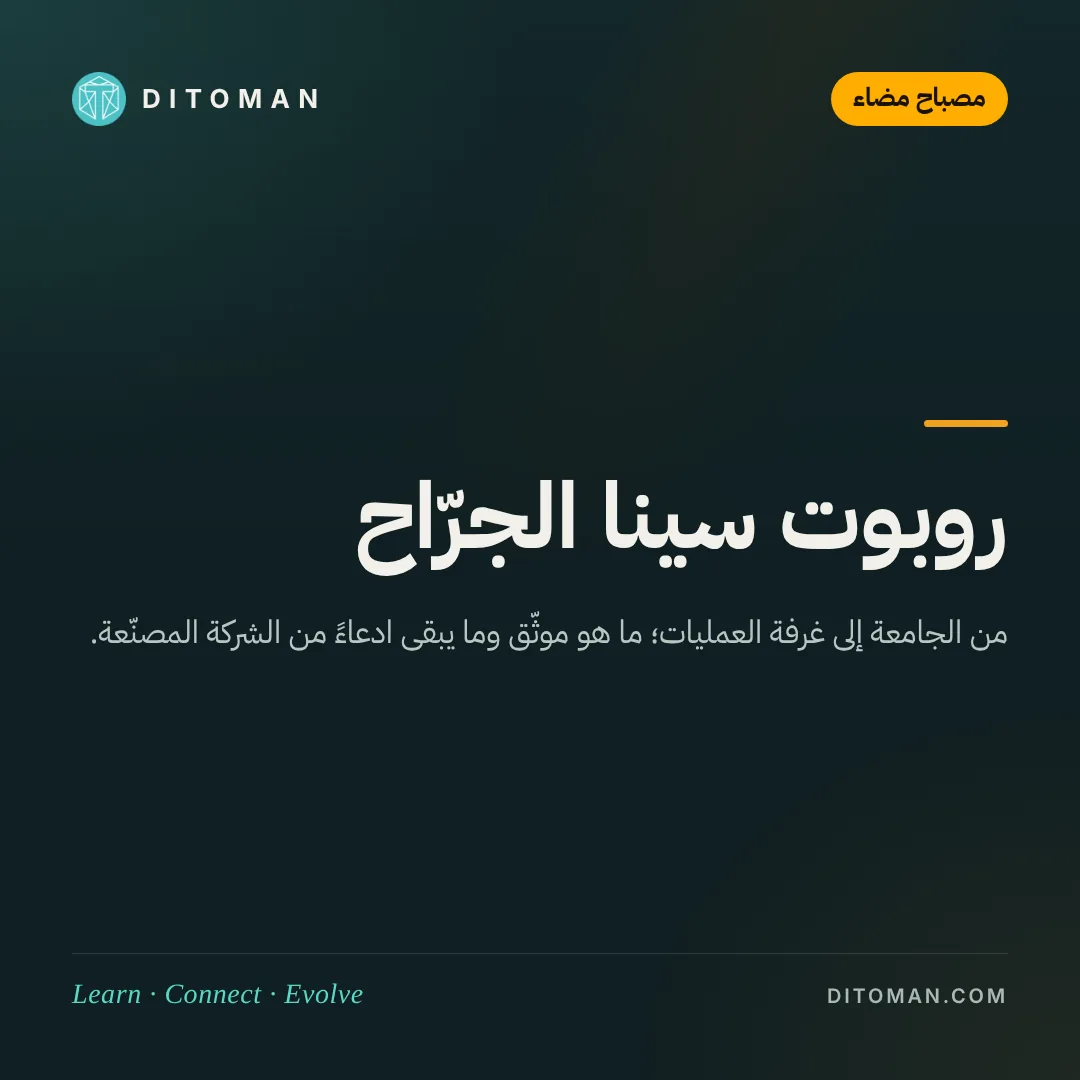 DITOMAN
مصباح مضاء
روبوت سينا الجرّاح
من الجامعة إلى غرفة العمليات؛ ما هو موثّق وما يبقى ادعاءً من الشركة المصنّعة.
Learn · Connect · Evolve
DITOMAN.COM